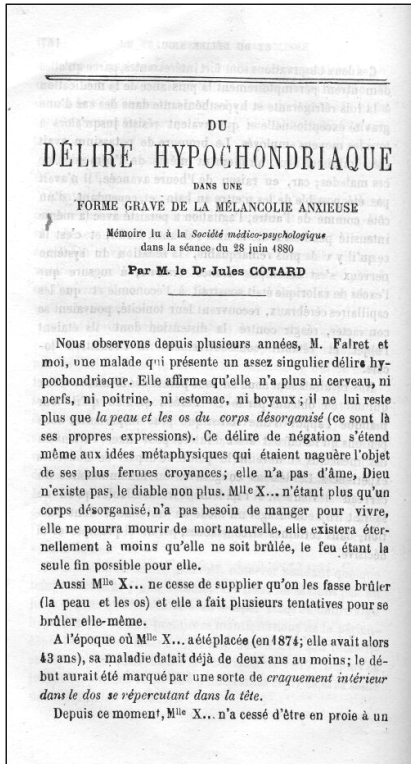 DU
DÉLIRE HYPOCHONDRIAQUE
DANS UNE
FORME GRAVE DE LA MÉLANCOLIE ANXIEUSE
Mémoire lu à la Société médico-psychologique
dans la séance du 28 juin 1880
Par M. le Dr Jules COTARD
Nous observons depuis plusieurs années, M. Falret et
moi, une malade qui présente un assez singulier délire hy-
pochondriaque. Elle affirme qu'elle n'a plus ni cerveau, ni
nerfs, ni poitrine, ni estomac, ni boyaux ; il ne lui reste
plus que la peau et les os du corps désorganisé (ce sont là
ses propres expressions). Ce délire de négation s'étend
même aux idées métaphysiques qui étaient naguère l'objet
de ses plus fermes croyances; elle n'a pas d'âme, Dieu
n'existe pas, le diable non plus. Mlle X... n'étant plus qu'un
corps désorganisé, n'a pas besoin de manger pour vivre,
elle ne pourra mourir de mort naturelle, elle existera éter-
nellement à moins qu'elle ne soit brûlée, le feu étant la
seule fin possible pour elle.
Aussi Mlle X... ne cesse de supplier qu'on les fasse brûler
(la peau et les os) et elle a fait plusieurs tentatives pour se
brûler elle-même.
A l'époque où Mlle X... a été placée (en 1874; elle avait alors
43 ans), sa maladie datait déjà de deux ans au moins; le dé-
but aurait été marqué par une sorte de craquement intérieur
dans le dos se répercutant dans la tête.
Depuis ce moment, Mlle X... n'a cessé d'être en proie à un